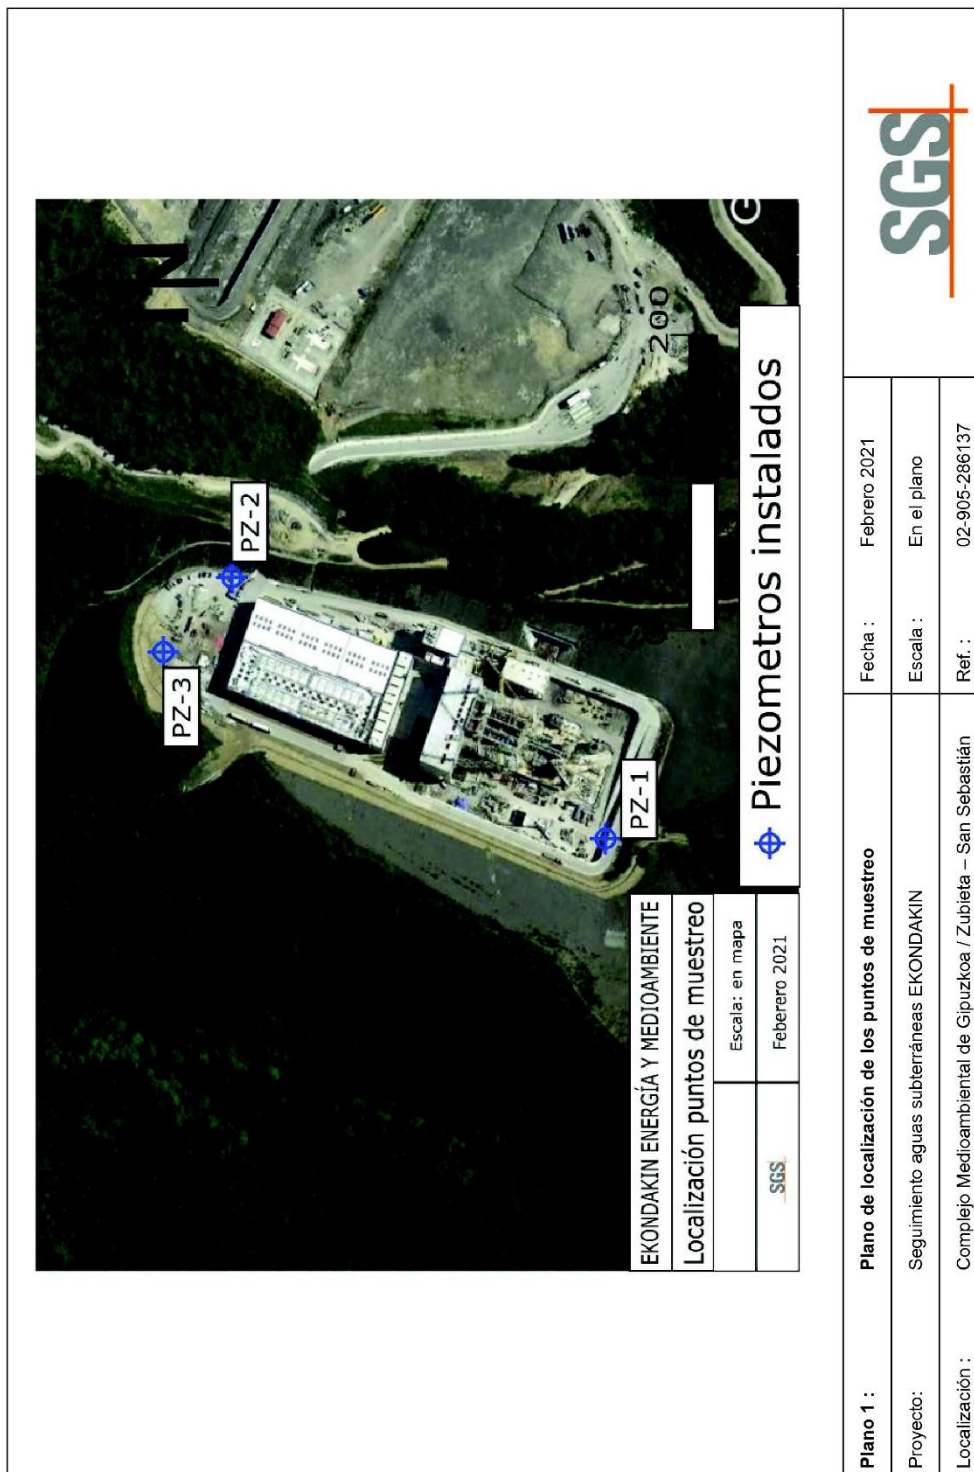 N
PZ-3
PZ-2
PZ-1
200
G
EKONDAKIN ENERGÍA Y MEDIOAMBIENTE
Localización puntos de muestreo
Escala: en mapa
SGS
Feberero 2021
Piezometros instalados
Plano 1 : Plano de localización de los puntos de muestreo Fecha : Febrero 2021
Proyecto: Seguimiento aguas subterráneas EKONDAKIN Escala : En el plano
Localización : Complejo Medioambiental de Gipuzkoa / Zubieta – San Sebastián Ref. : 02-905-286137
SGS